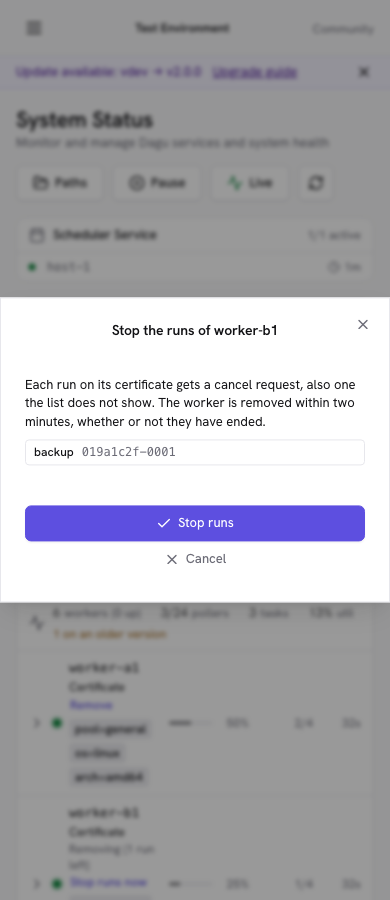 Test Environment
Community
Update available: vdev → v2.0.0 Upgrade guide
System Status
Monitor and manage Dagu services and system health
Paths
Pause
Live
Scheduler Service
1/1 active
test-1
1m
Stop the runs of worker-b1
Each run on its certificate gets a cancel request, also one
the list does not show. The worker is removed within two
minutes, whether or not they have ended.
backup 019a1c2f-0001
Stop runs
Cancel
6 workers (0 up)
3/24 pollers
3 tasks
13% util
1 on an older version
worker-a1
Certificate
Remove
pool=general
50%
2/4
32s
os=linux
arch=amd64
worker-b1
Certificate
Removing (1 run
left)
Stop runs now
25%
1/4
32s